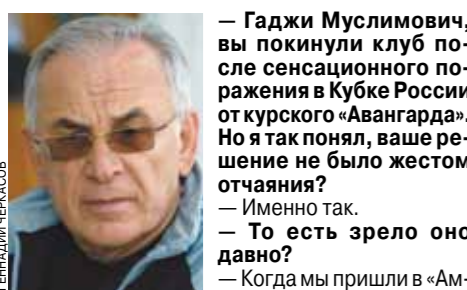 ГЕННАДИЙ ЧЕРКАСОВ
— Гаджи Муслимович,
вы покинули клуб по-
сле сенсационного по-
ражения в Кубке России
от курского «Авангарда».
Но я так понял, ваше ре-
шение не было жестом
отчаяния?
— Именно так.
— То есть зрело оно
давно?
— Когда мы пришли в «Ам-